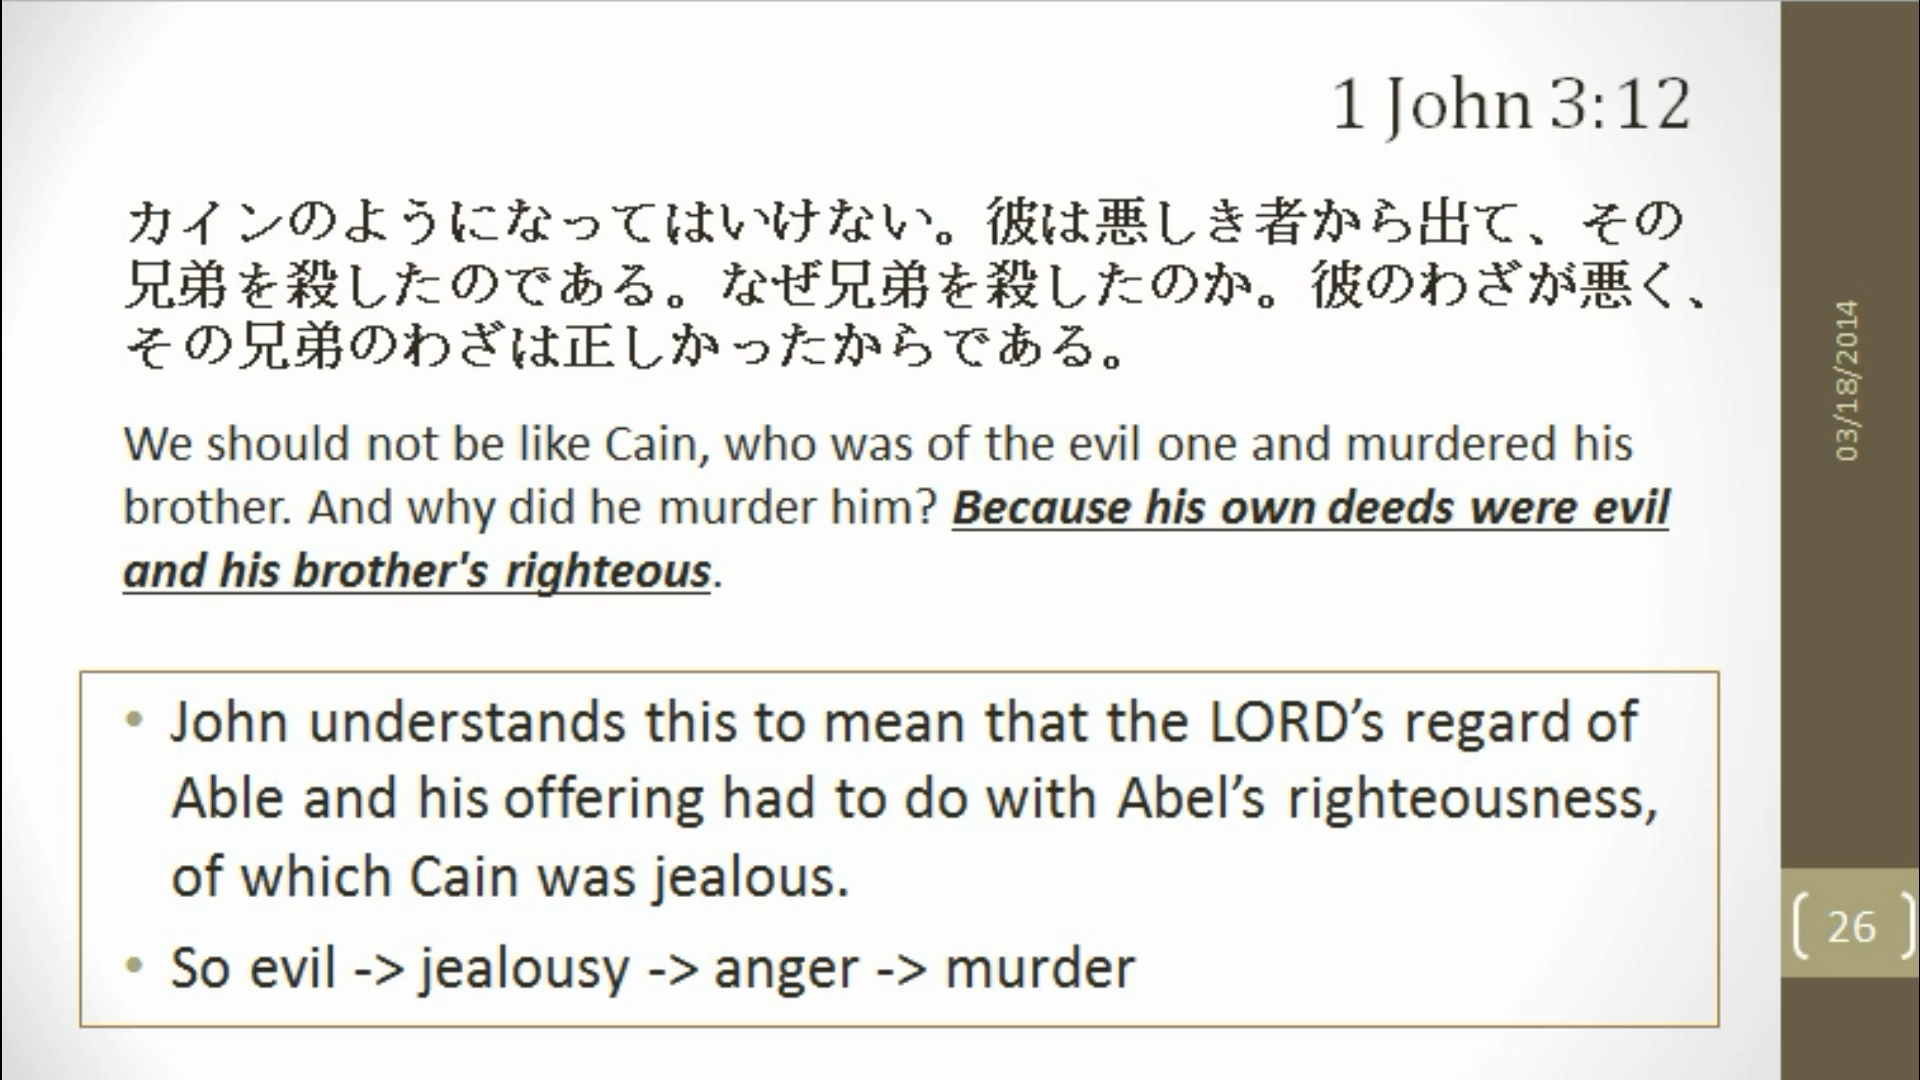 1 John 3:12
カインのようになってはいけない。彼は悪しき者から出て、その
兄弟を殺したのである。なぜ兄弟を殺したのか。彼のわざが悪く、
その兄弟のわざは正しかったからである。
We should not be like Cain, who was of the evil one and murdered his
brother. And why did he murder him? Because his own deeds were evil
and his brother's righteous.
• John understands this to mean that the LORD’s regard of
Able and his offering had to do with Abel’s righteousness,
of which Cain was jealous.
• So evil -> jealousy -> anger -> murder
03/18/2014
26